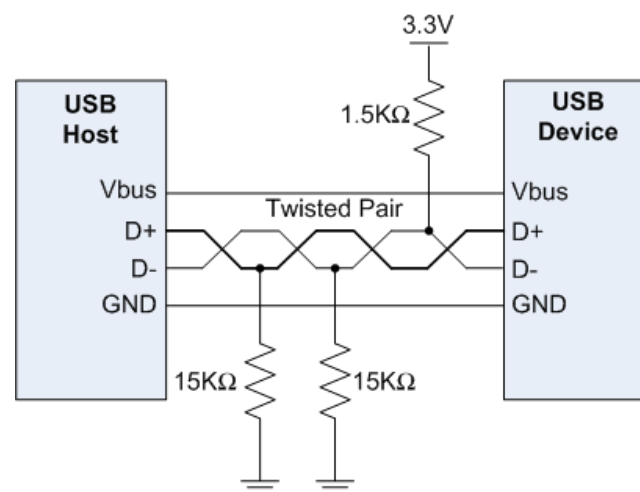 3.3V
USB
Host
1.5KΩ
USB
Device
Vbus
Vbus
Twisted Pair
D+
D+
D-
D-
GND
GND
15KΩ
15KΩ